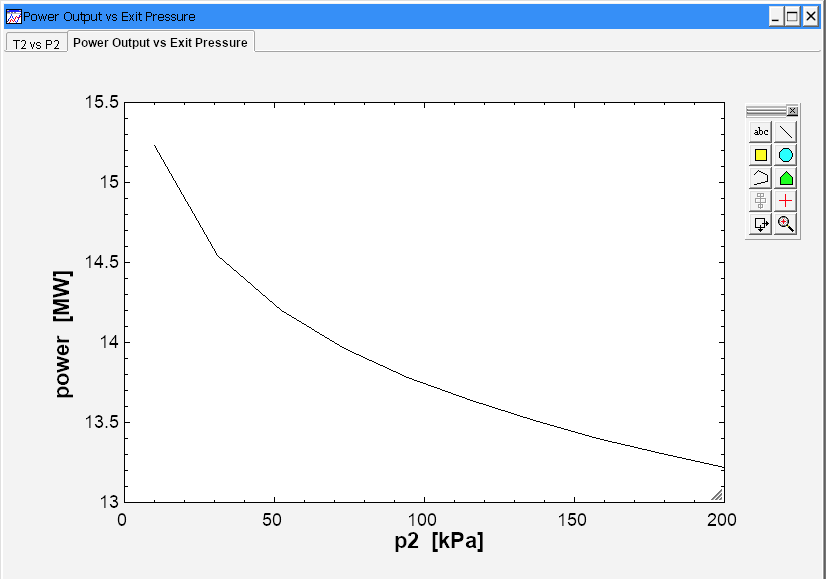 Power Output vs Exit Pressure
T2 vs P2
Power Output vs Exit Pressure
15.5
15
14.5
14
13.5
13
power [MW]
0
50
100
150
200
p2 [kPa]
abc